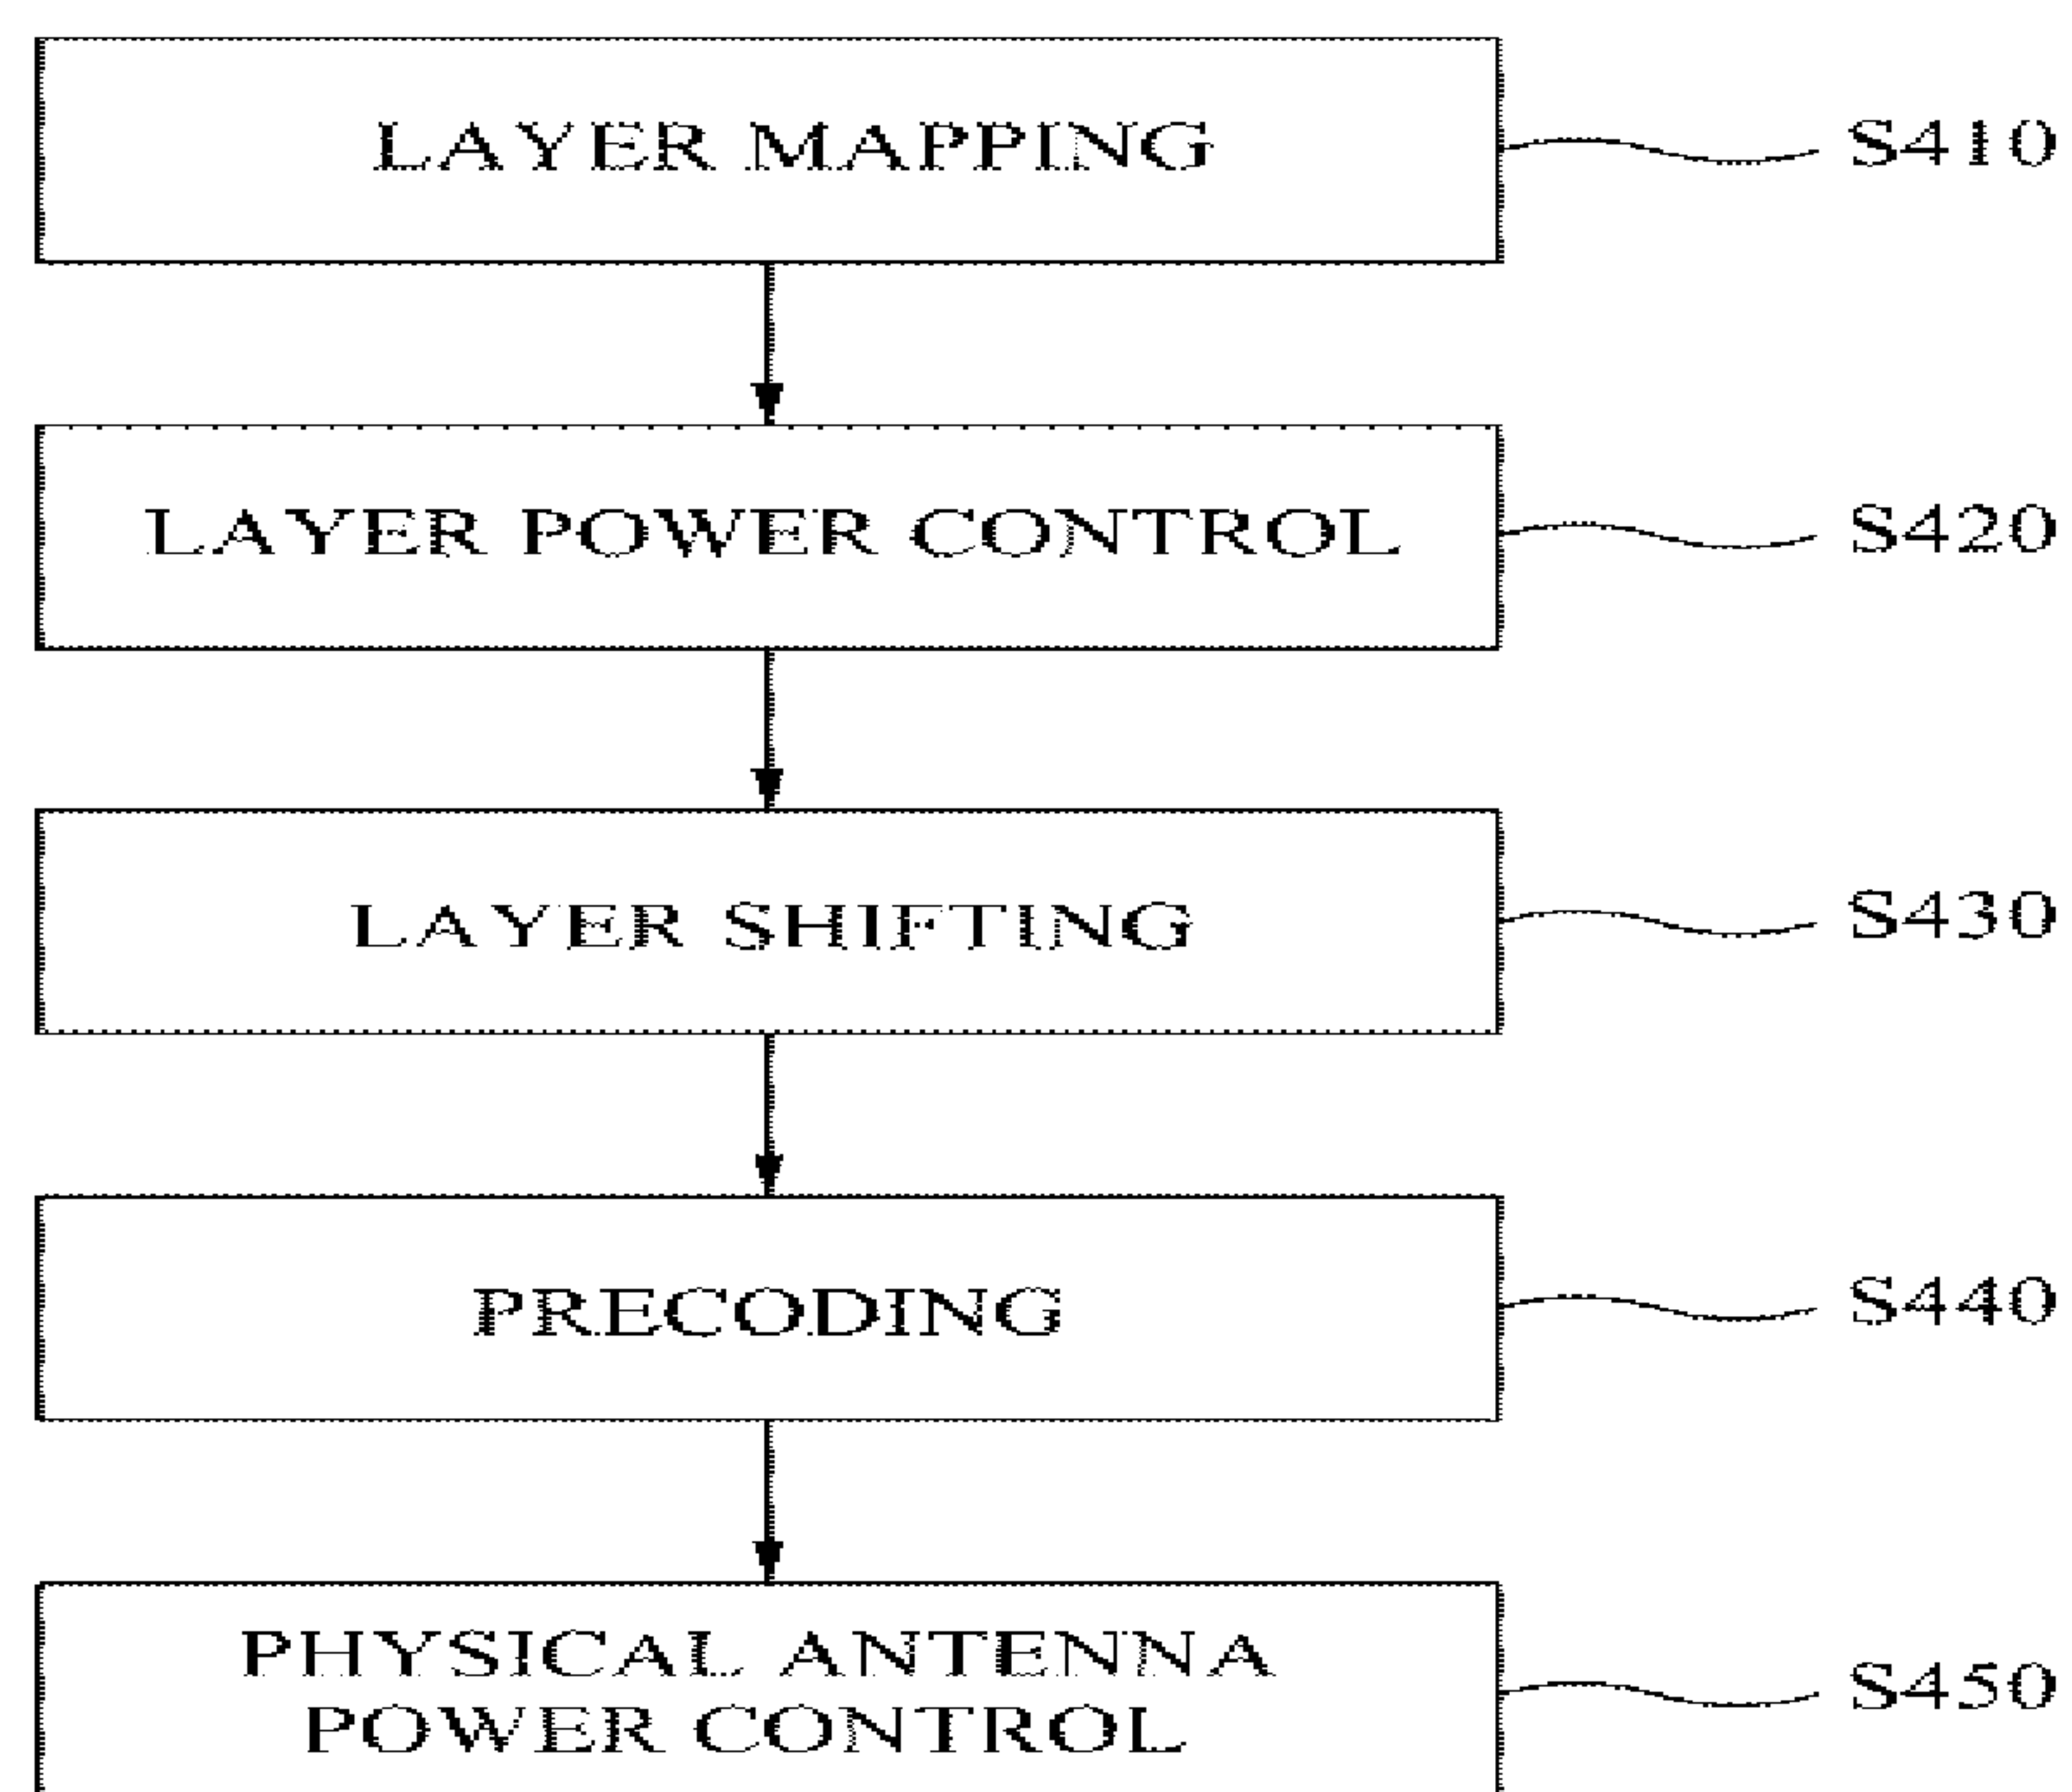 LAYER MAPPING
S410
LAYER POWER CONTROL
S420
LAYER SHIFTING
S430
PRECODING
S440
PHYSICAL ANTENNA
POWER CONTROL
S450